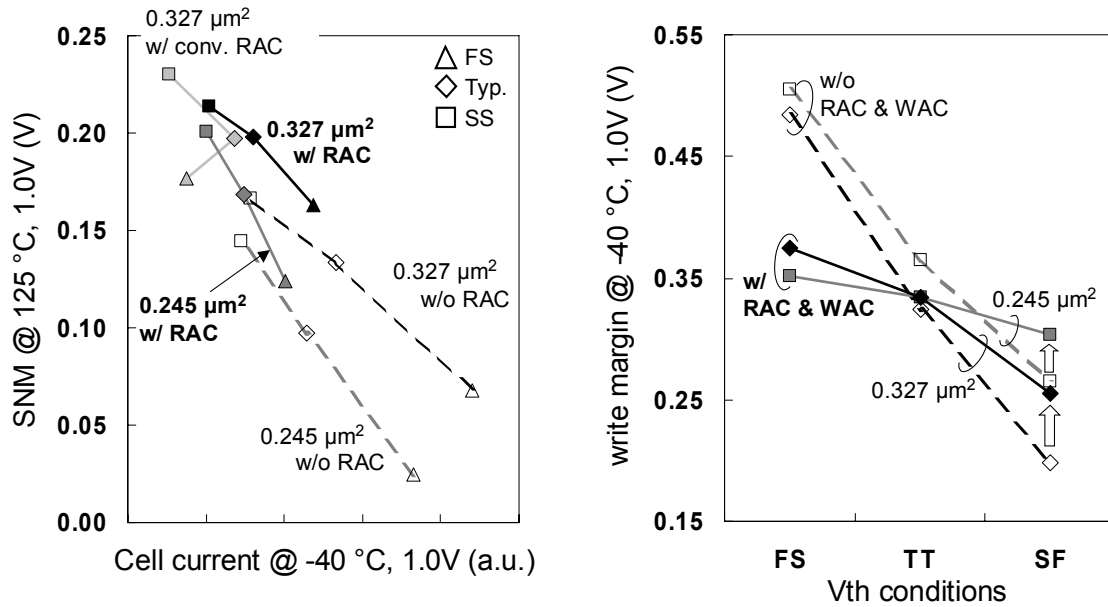 0.327 µm²
w/ conv. RAC
FS
Typ.
SS
0.25
0.20
0.15
0.10
0.05
0.00
SNM @ 125 °C, 1.0V (V)
0.327 µm²
w/ RAC
0.327 µm²
w/o RAC
0.245 µm²
w/ RAC
0.245 µm²
w/o RAC
Cell current @ -40 °C, 1.0V (a.u.)
0.55
0.45
0.35
0.25
0.15
write margin @ -40 °C, 1.0V (V)
w/o
RAC & WAC
w/
RAC & WAC
0.245 µm²
0.327 µm²
FS TT SF
Vth conditions